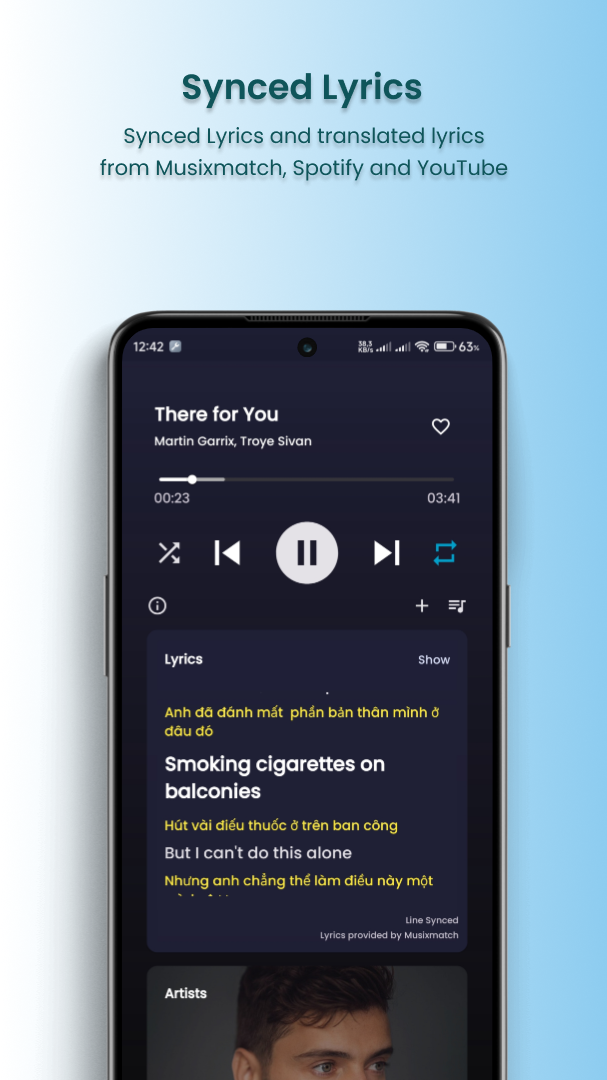 Synced Lyrics
Synced Lyrics and translated lyrics
from Musixmatch, Spotify and YouTube
12:42
38.3 KB/s
63%
There for You
Martin Garrix, Troye Sivan
00:23
03:41
Lyrics
Show
Anh đã đánh mất  phần bản thân mình ở
đâu đó
Smoking cigarettes on
balconies
Hút vài điếu thuốc ở trên ban công
But I can't do this alone
Nhưng anh chẳng thể làm điều này một
Line Synced
Lyrics provided by Musixmatch
Artists